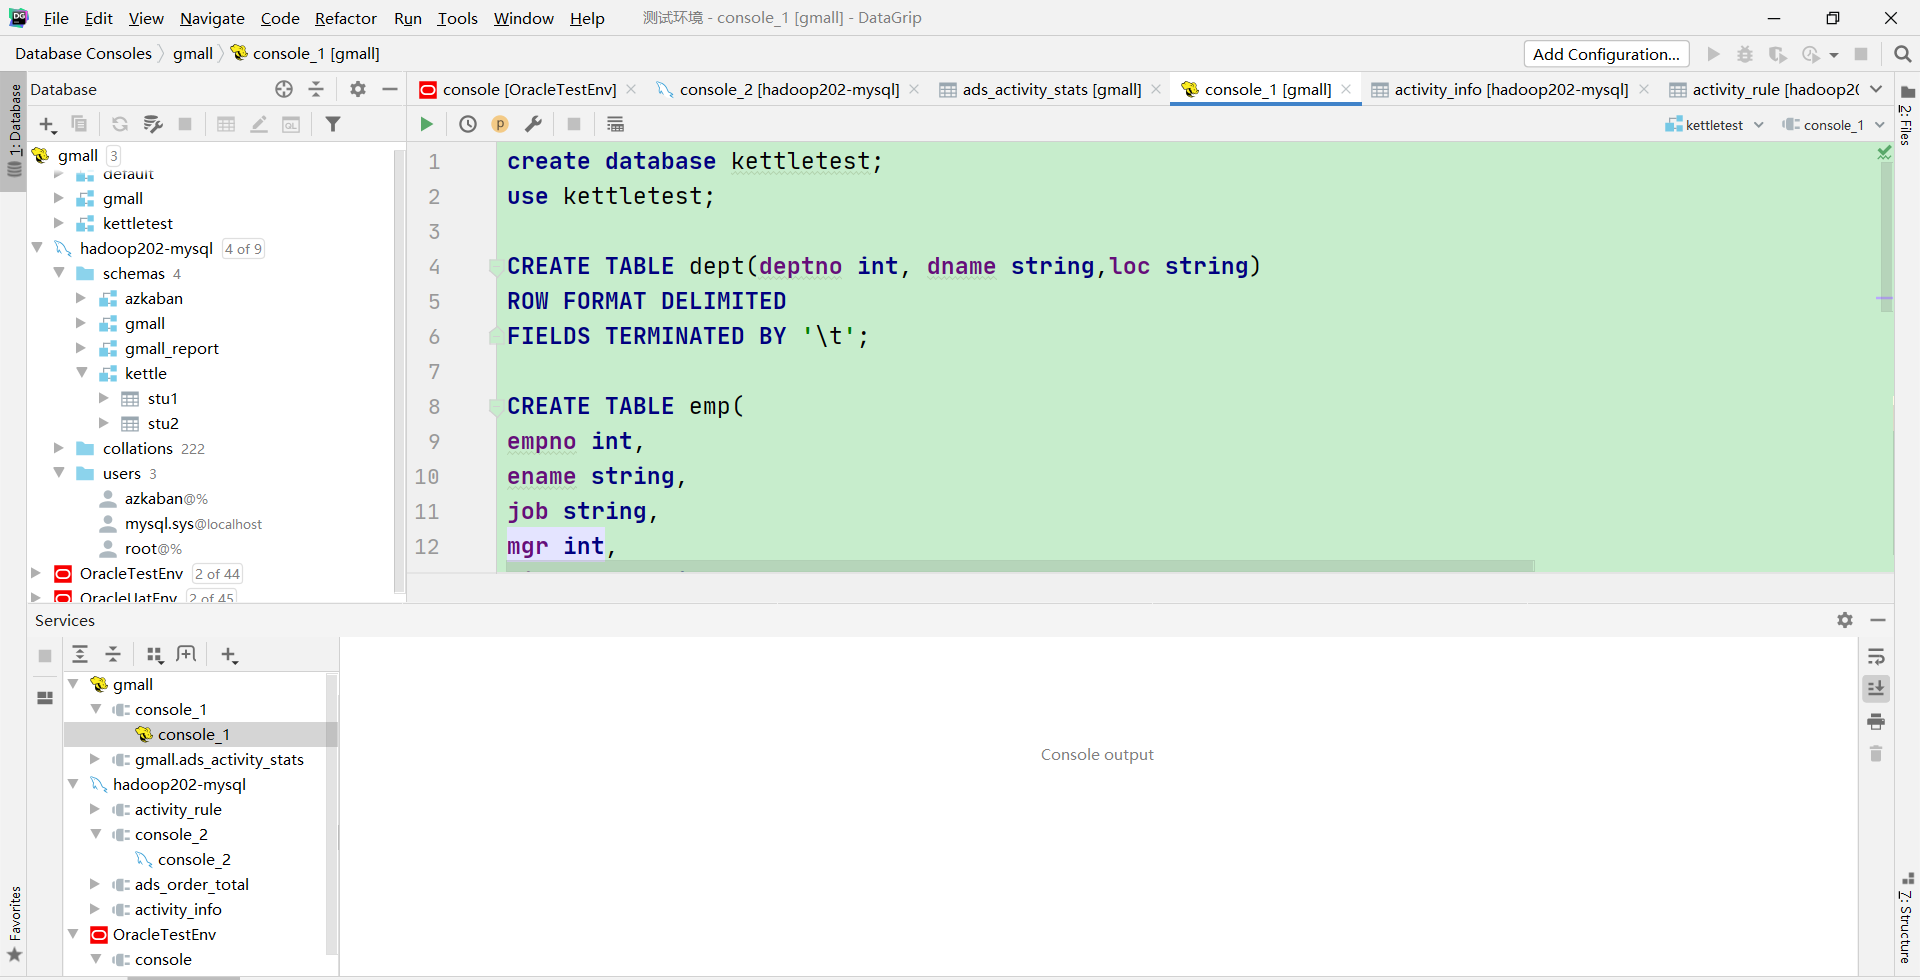 File Edit View Navigate Code Refactor Run Tools Window Help 测试环境 - console_1 [gmall] - DataGrip
Database Consoles gmall console_1 [gmall] Add Configuration...
1: Database
Database
gmall 3
default
gmall
kettletest
hadoop202-mysql 4 of 9
schemas 4
azkaban
gmall
gmall_report
kettle
stu1
stu2
collations 222
users 3
azkaban@%
mysql.sys@localhost
root@%
OracleTestEnv 2 of 44
OracleUatEnv 2 of 45
console [OracleTestEnv] console_2 [hadoop202-mysql] ads_activity_stats [gmall] console_1 [gmall] activity_info [hadoop202-mysql] activity_rule [hadoop20
kettletest console_1
1 create database kettletest;
2 use kettletest;
3
4 CREATE TABLE dept(deptno int, dname string,loc string)
5 ROW FORMAT DELIMITED
6 FIELDS TERMINATED BY '\t';
7
8 CREATE TABLE emp(
9 empno int,
10 ename string,
11 job string,
12 mgr int,
2: Files
Services
gmall
console_1
console_1
gmall.ads_activity_stats
hadoop202-mysql
activity_rule
console_2
console_2
ads_order_total
activity_info
OracleTestEnv
console
Console output
Favorites
7: Structure